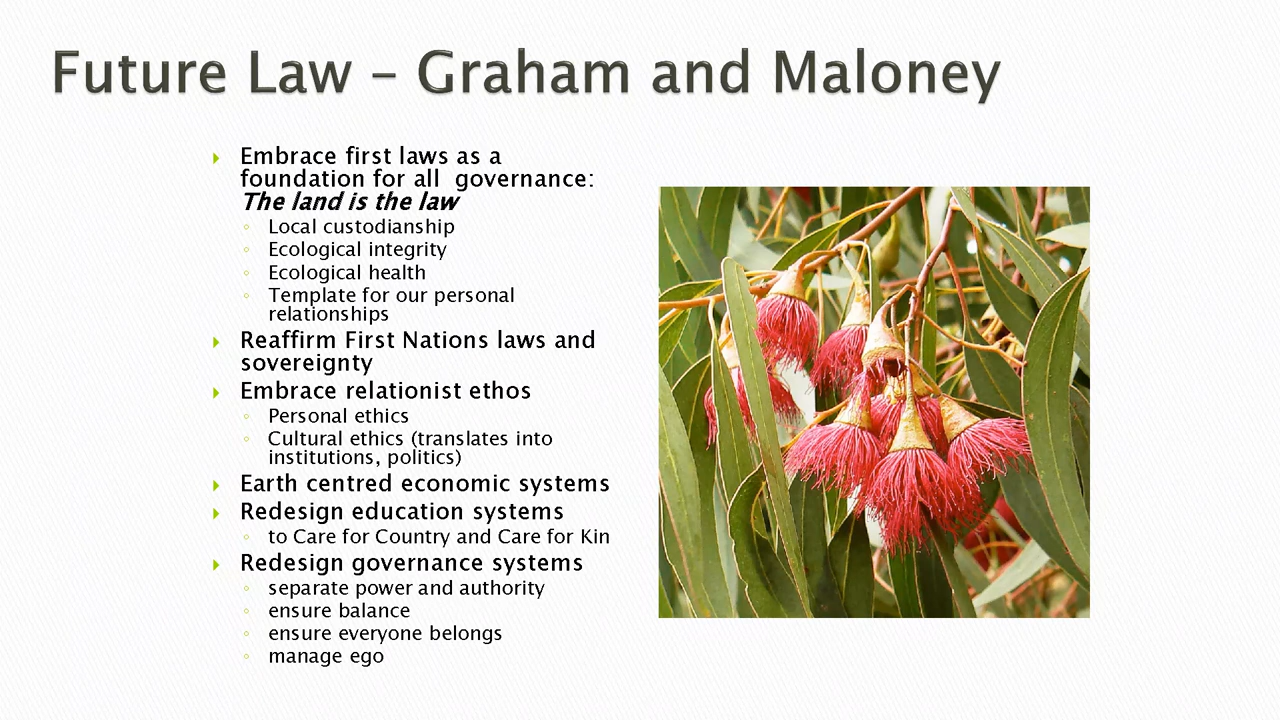 Future Law – Graham and Maloney
Embrace first laws as a
foundation for all  governance:
The land is the law
Local custodianship
Ecological integrity
Ecological health
Template for our personal
relationships
Reaffirm First Nations laws and
sovereignty
Embrace relationist ethos
Personal ethics
Cultural ethics (translates into
institutions, politics)
Earth centred economic systems
Redesign education systems
to Care for Country and Care for Kin
Redesign governance systems
separate power and authority
ensure balance
ensure everyone belongs
manage ego